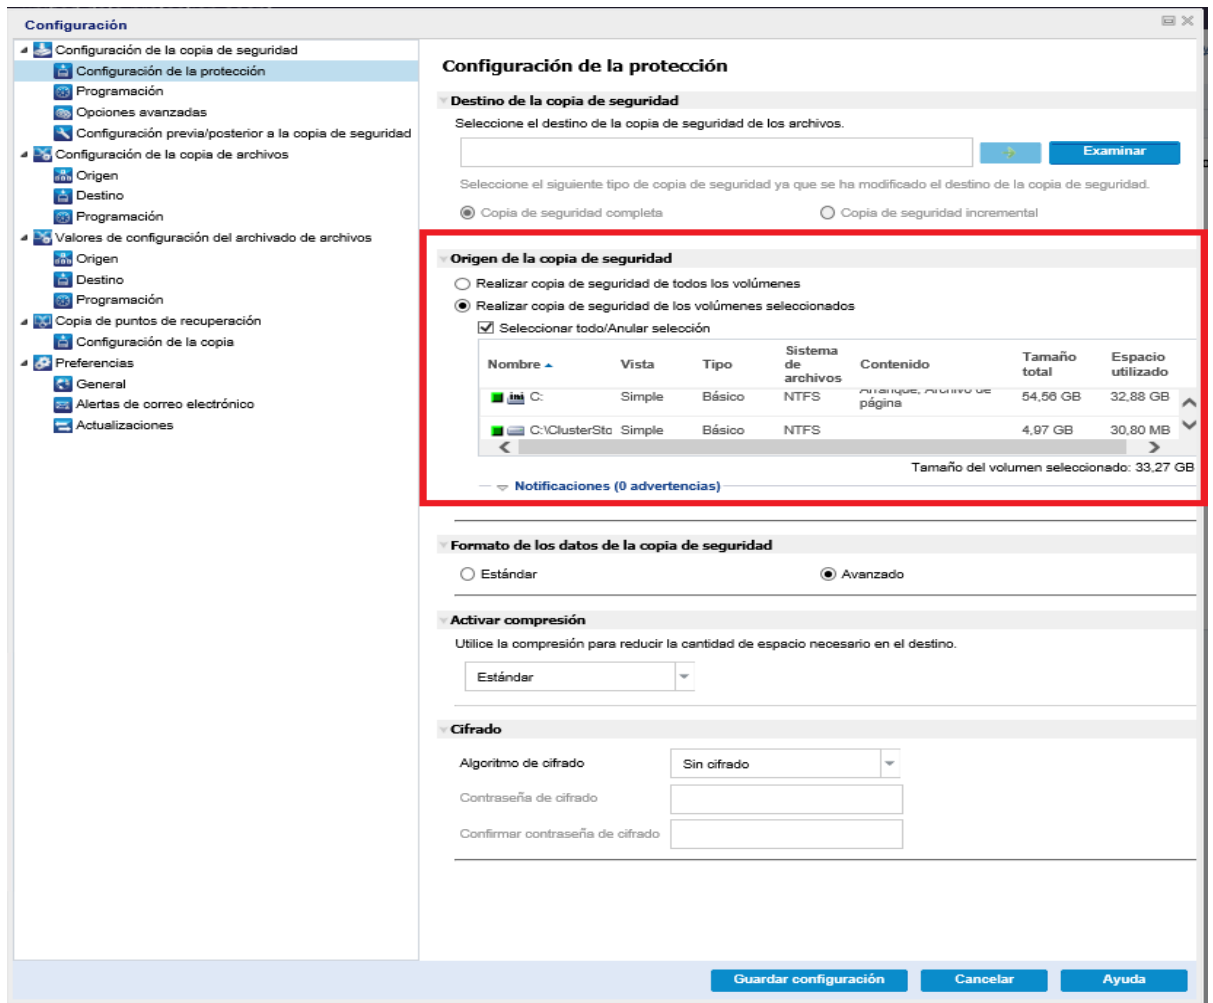 Configuración
Configuración de la copia de seguridad
Configuración de la protección
Programación
Opciones avanzadas
Configuración previa/posterior a la copia de seguridad
Configuración de la copia de archivos
Origen
Destino
Programación
Valores de configuración del archivado de archivos
Origen
Destino
Programación
Copia de puntos de recuperación
Configuración de la copia
Preferencias
General
Alertas de correo electrónico
Actualizaciones
Configuración de la protección
Destino de la copia de seguridad
Seleccione el destino de la copia de seguridad de los archivos.
Examinar
Seleccione el siguiente tipo de copia de seguridad ya que se ha modificado el destino de la copia de seguridad.
Copia de seguridad completa Copia de seguridad incremental
Origen de la copia de seguridad
Realizar copia de seguridad de todos los volúmenes
Realizar copia de seguridad de los volúmenes seleccionados
Seleccionar todo/Anular selección
Nombre Vista Tipo Sistema de archivos Contenido Tamaño total Espacio utilizado
C: Simple Básico NTFS Arranque, Archivo de página 54,56 GB 32,88 GB
C:\ClusterSto Simple Básico NTFS 4,97 GB 30,80 MB
Tamaño del volumen seleccionado: 33,27 GB
Notificaciones (0 advertencias)
Formato de los datos de la copia de seguridad
Estándar Avanzado
Activar compresión
Utilice la compresión para reducir la cantidad de espacio necesario en el destino.
Estándar
Cifrado
Algoritmo de cifrado Sin cifrado
Contraseña de cifrado
Confirmar contraseña de cifrado
Guardar configuración Cancelar Ayuda